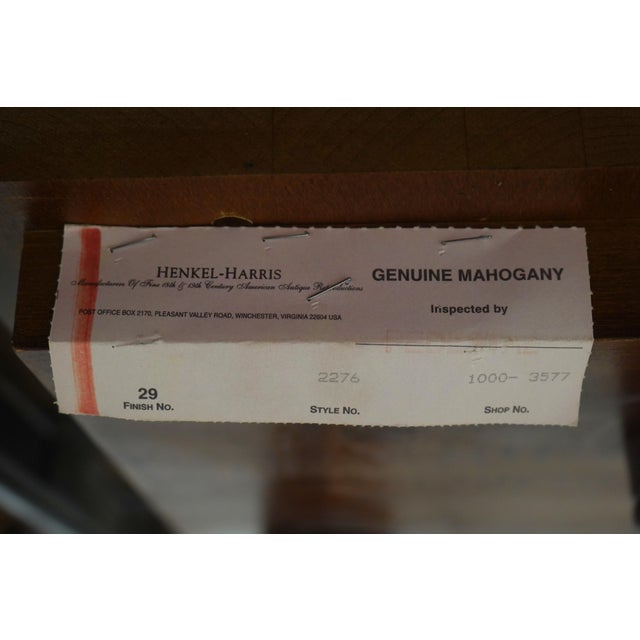 HENKEL-HARRIS
Manufacturers Of Fine 18th & 19th Century American Antique Reproductions
POST OFFICE BOX 2170, PLEASANT VALLEY ROAD, WINCHESTER, VIRGINIA 22604 USA
GENUINE MAHOGANY
Inspected by
29
FINISH NO.
2276
STYLE NO.
1000- 3577
SHOP NO.